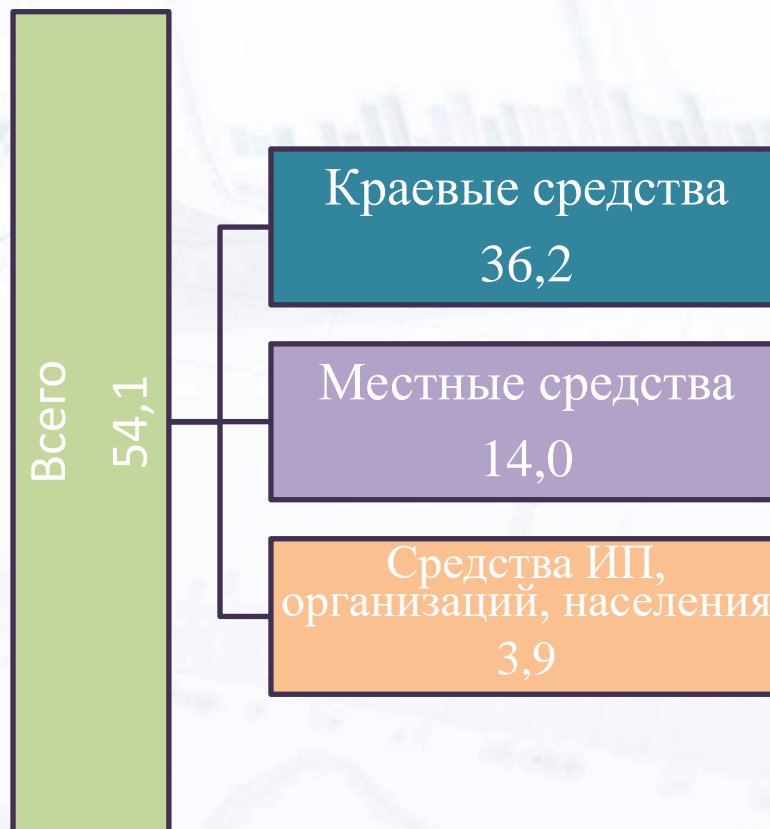 Всего
54,1
Краевые средства
36,2
Местные средства
14,0
Средства ИП,
организаций, населения
3,9